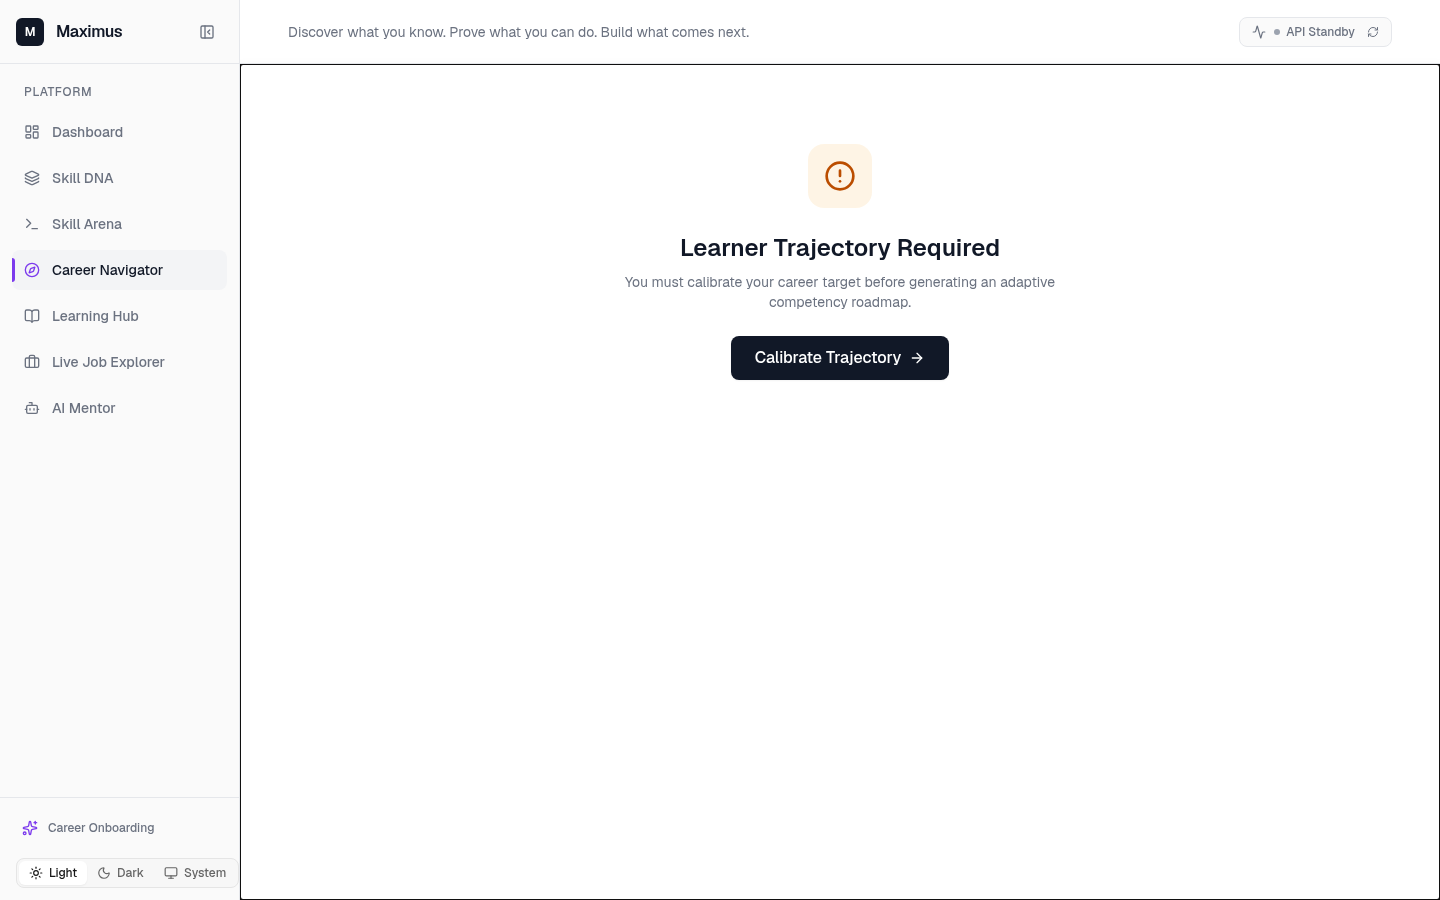 M
Maximus
PLATFORM
Dashboard
Skill DNA
Skill Arena
Career Navigator
Learning Hub
Live Job Explorer
AI Mentor
Career Onboarding
Light
Dark
System
Discover what you know. Prove what you can do. Build what comes next.
API Standby
Learner Trajectory Required
You must calibrate your career target before generating an adaptive
competency roadmap.
Calibrate Trajectory